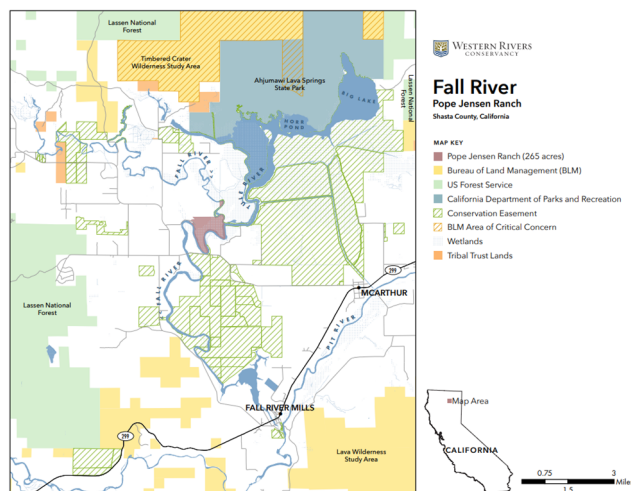 Lassen National
Forest
Timbered Crater
Wilderness Study Area
Ahjumawi Lava Springs
State Park
BIG LAKE
HORR
POND
Lassen National
Forest
FALL RIVER
TULE RIVER
FALL RIVER
299
MCARTHUR
PIT RIVER
Lassen National
Forest
FALL RIVER MILLS
299
Lava Wilderness
Study Area
WESTERN RIVERS
CONSERVANCY
Fall River
Pope Jensen Ranch
Shasta County, California
MAP KEY
Pope Jensen Ranch (265 acres)
Bureau of Land Management (BLM)
US Forest Service
California Department of Parks and Recreation
Conservation Easement
BLM Area of Critical Concern
Wetlands
Tribal Trust Lands
Map Area
CALIFORNIA
0.75 3
Mile
1.5